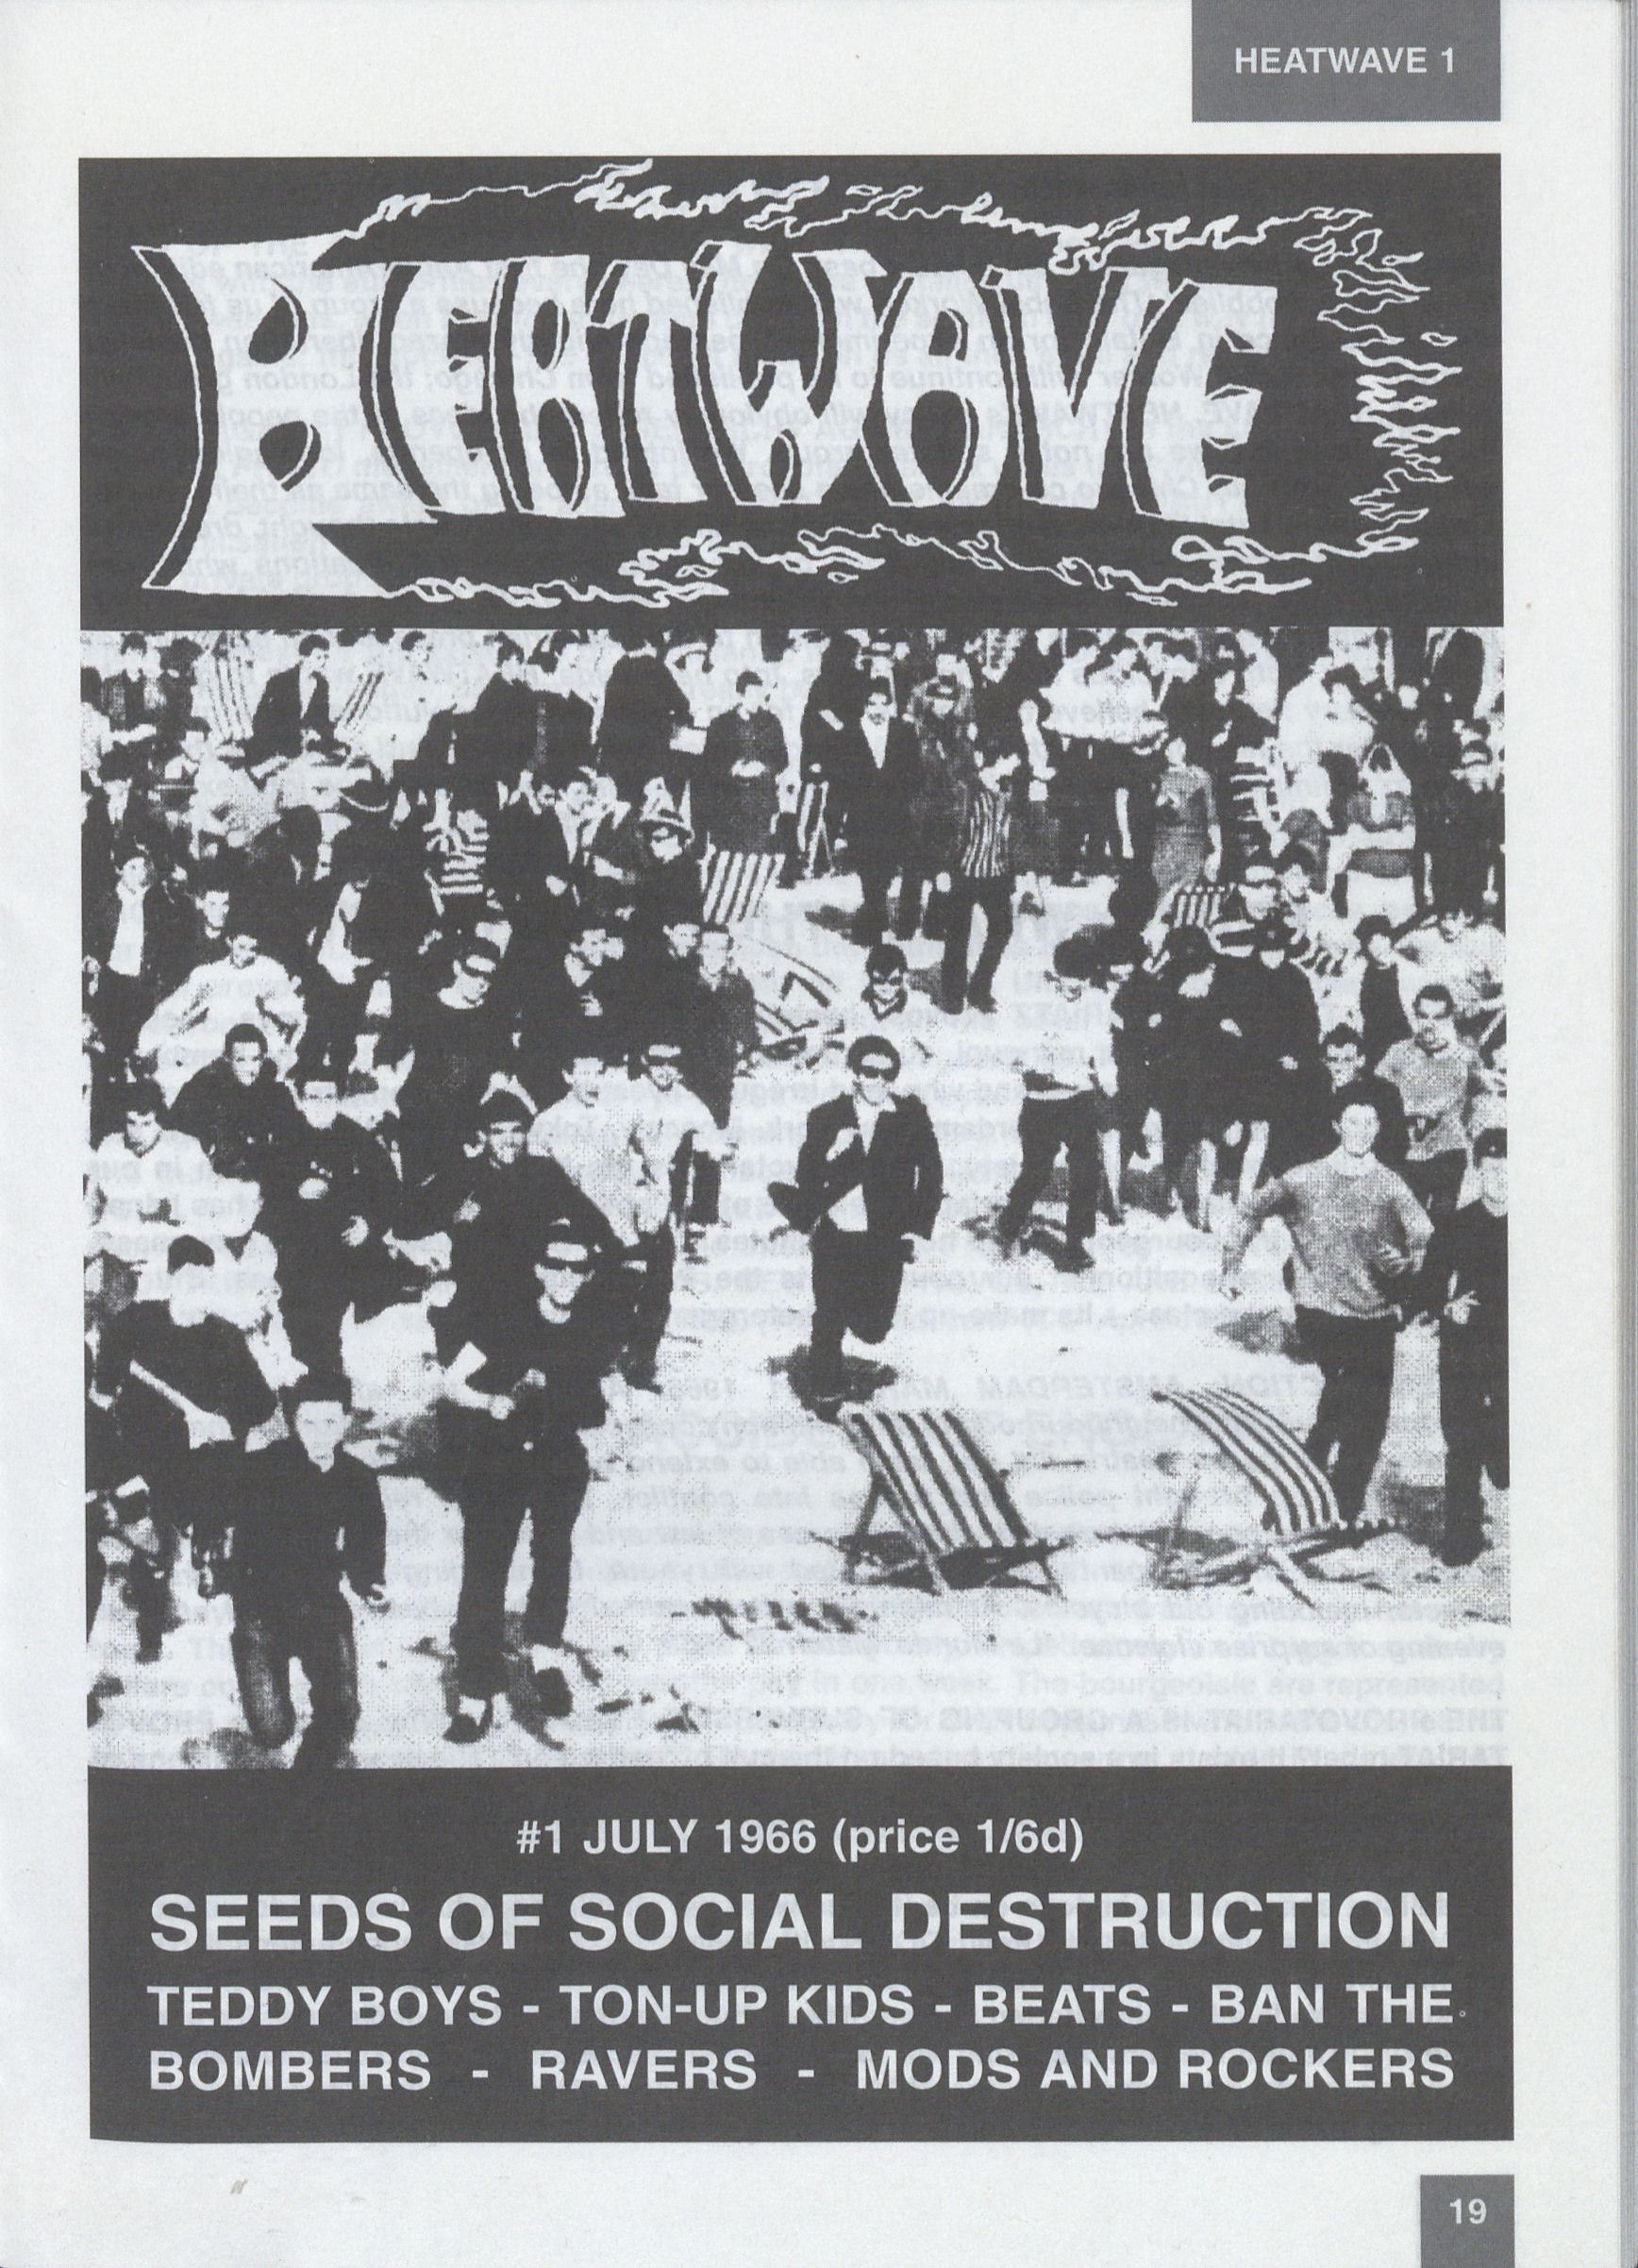 HEATWAVE 1
HEATWAVE
#1 JULY 1966 (price 1/6d)
SEEDS OF SOCIAL DESTRUCTION
TEDDY BOYS - TON-UP KIDS - BEATS - BAN THE
BOMBERS - RAVERS - MODS AND ROCKERS
19